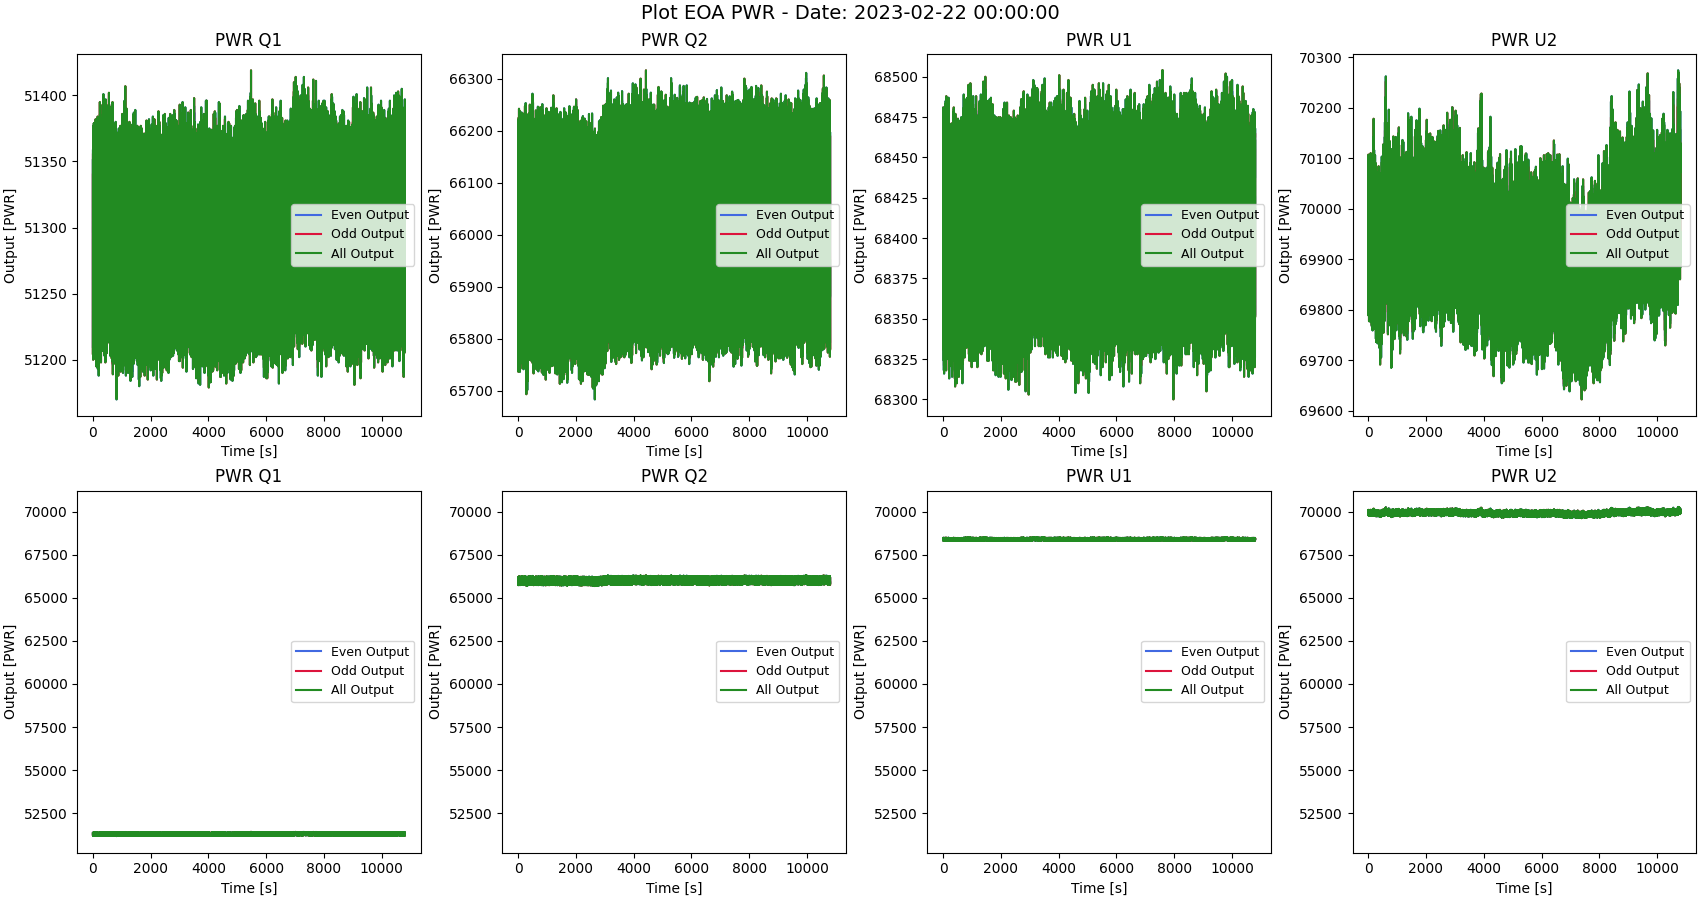 Plot EOA PWR - Date: 2023-02-22 00:00:00
PWR Q1
Output [PWR]
51400
51350
51300
51250
51200
Even Output
Odd Output
All Output
0 2000 4000 6000 8000 10000
Time [s]
PWR Q2
Output [PWR]
66300
66200
66100
66000
65900
65800
65700
Even Output
Odd Output
All Output
0 2000 4000 6000 8000 10000
Time [s]
PWR U1
Output [PWR]
68500
68475
68450
68425
68400
68375
68350
68325
68300
Even Output
Odd Output
All Output
0 2000 4000 6000 8000 10000
Time [s]
PWR U2
Output [PWR]
70300
70200
70100
70000
69900
69800
69700
69600
Even Output
Odd Output
All Output
0 2000 4000 6000 8000 10000
Time [s]
PWR Q1
Output [PWR]
70000
67500
65000
62500
60000
57500
55000
52500
Even Output
Odd Output
All Output
0 2000 4000 6000 8000 10000
Time [s]
PWR Q2
Output [PWR]
70000
67500
65000
62500
60000
57500
55000
52500
Even Output
Odd Output
All Output
0 2000 4000 6000 8000 10000
Time [s]
PWR U1
Output [PWR]
70000
67500
65000
62500
60000
57500
55000
52500
Even Output
Odd Output
All Output
0 2000 4000 6000 8000 10000
Time [s]
PWR U2
Output [PWR]
70000
67500
65000
62500
60000
57500
55000
52500
Even Output
Odd Output
All Output
0 2000 4000 6000 8000 10000
Time [s]